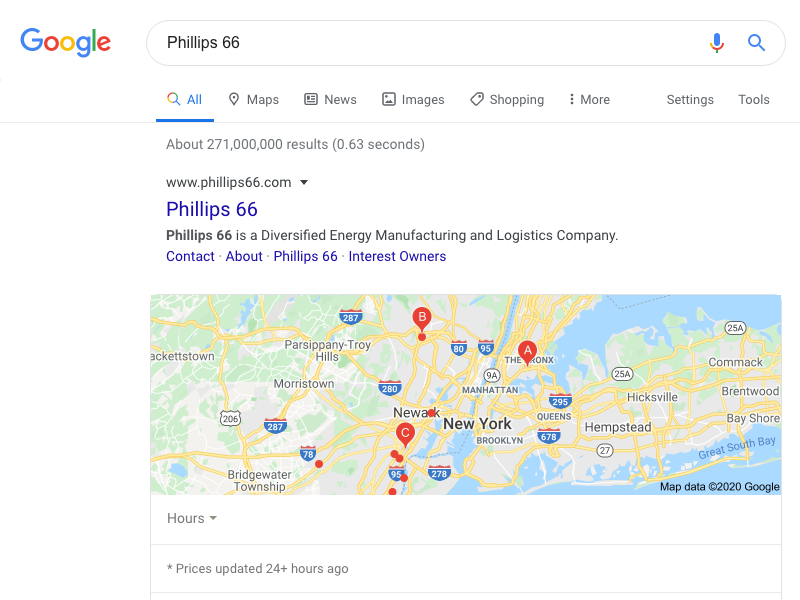 Google
Phillips 66
All Maps News Images Shopping More Settings Tools
About 271,000,000 results (0.63 seconds)
www.phillips66.com
Phillips 66
Phillips 66 is a Diversified Energy Manufacturing and Logistics Company.
Contact · About · Phillips 66 · Interest Owners
287
B
25A
80
95
A
ackettstown
Parsippany-Troy
Hills
THE BRONX
Commack
9A
25A
Morristown
280
MANHATTAN
Brentwood
295
Hicksville
206
Newark
QUEENS
Bay Shore
287
New York
Hempstead
C
BROOKLYN
678
Great South Bay
78
27
95
278
Bridgewater
Township
Map data ©2020 Google
Hours
* Prices updated 24+ hours ago